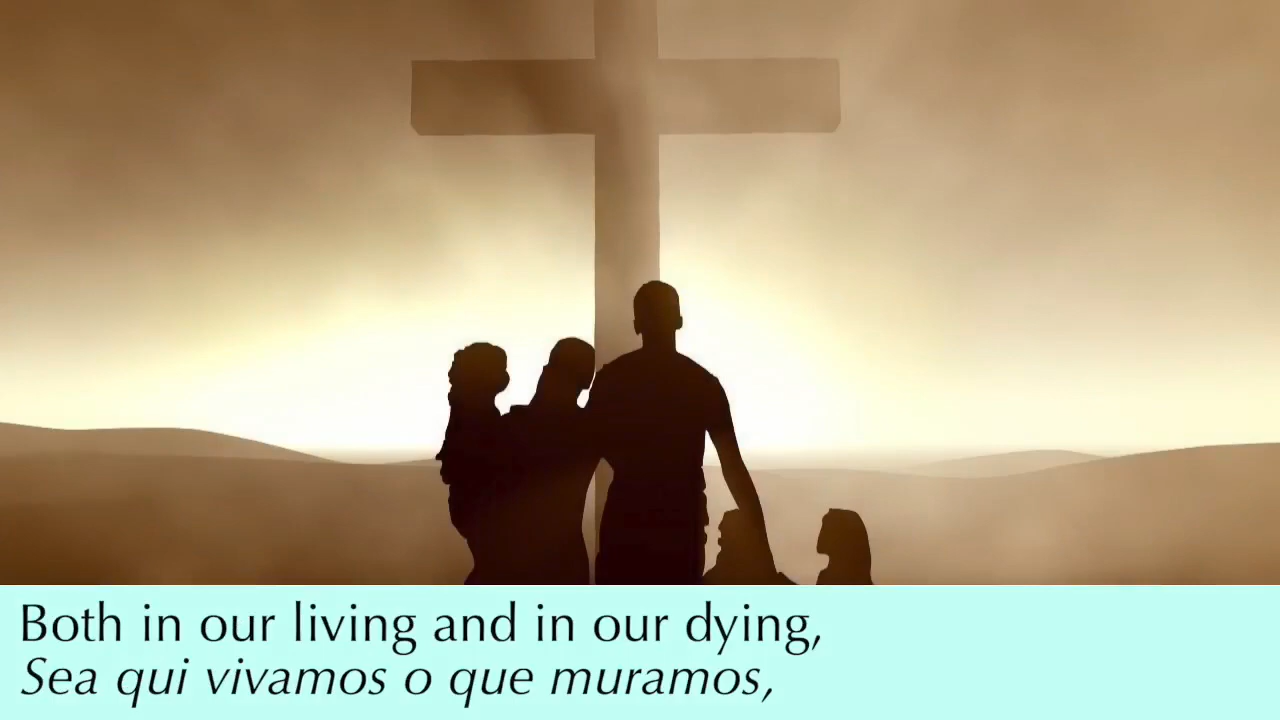 Both in our living and in our dying,
Sea qui vivamos o que muramos,